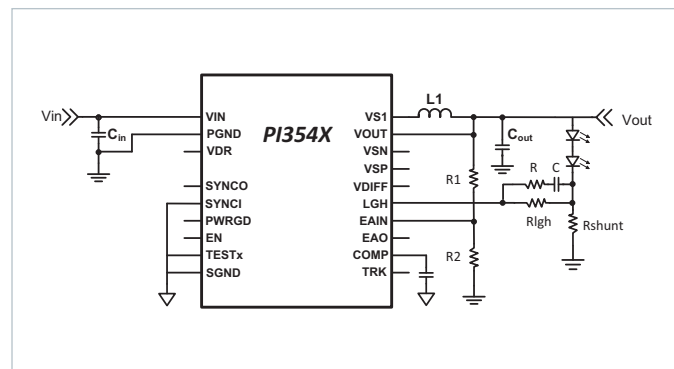 L1
Vin
Cin
VIN
PGND
VDR
SYNCO
SYNCI
PWRGD
EN
TESTx
SGND
PI354X
VS1
VOUT
VSN
VSP
VDIFF
LGH
EAIN
EAO
COMP
TRK
Cout
Vout
R1
R2
R C
Rlgh
Rshunt